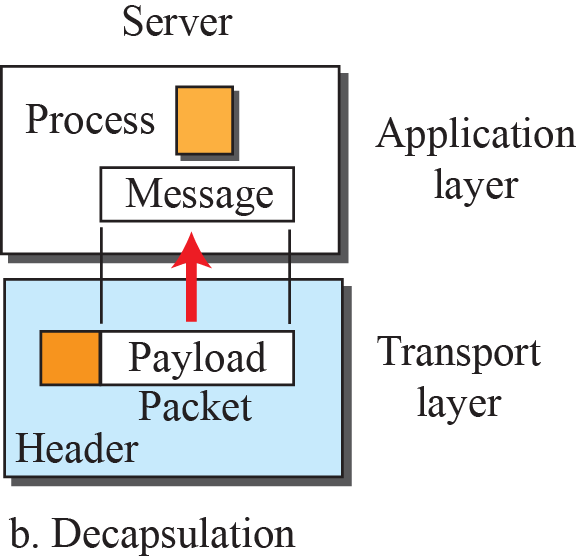 Server
Process
Message
Application
layer
Payload
Packet
Header
Transport
layer
b. Decapsulation